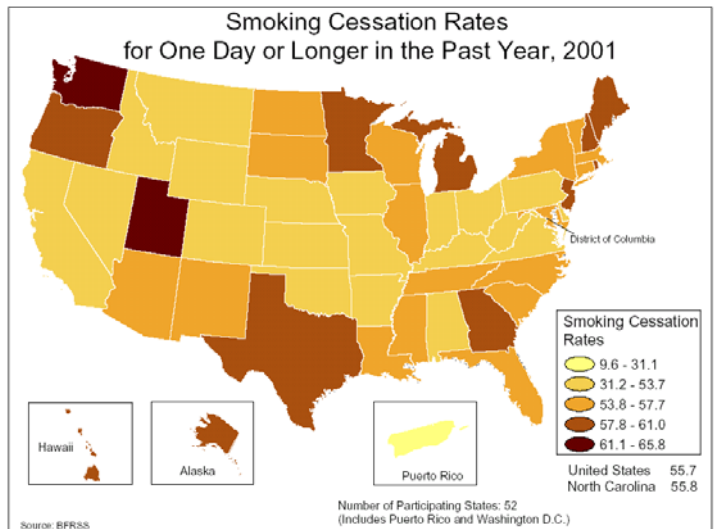 Smoking Cessation Rates
for One Day or Longer in the Past Year, 2001
District of Columbia
Smoking Cessation
Rates
9.6 - 31.1
31.2 - 53.7
53.8 - 57.7
57.8 - 61.0
61.1 - 65.8
Hawaii
Alaska
Puerto Rico
United States 55.7
North Carolina 55.8
Number of Participating States: 52
(Includes Puerto Rico and Washington D.C.)
Source: BFRSS